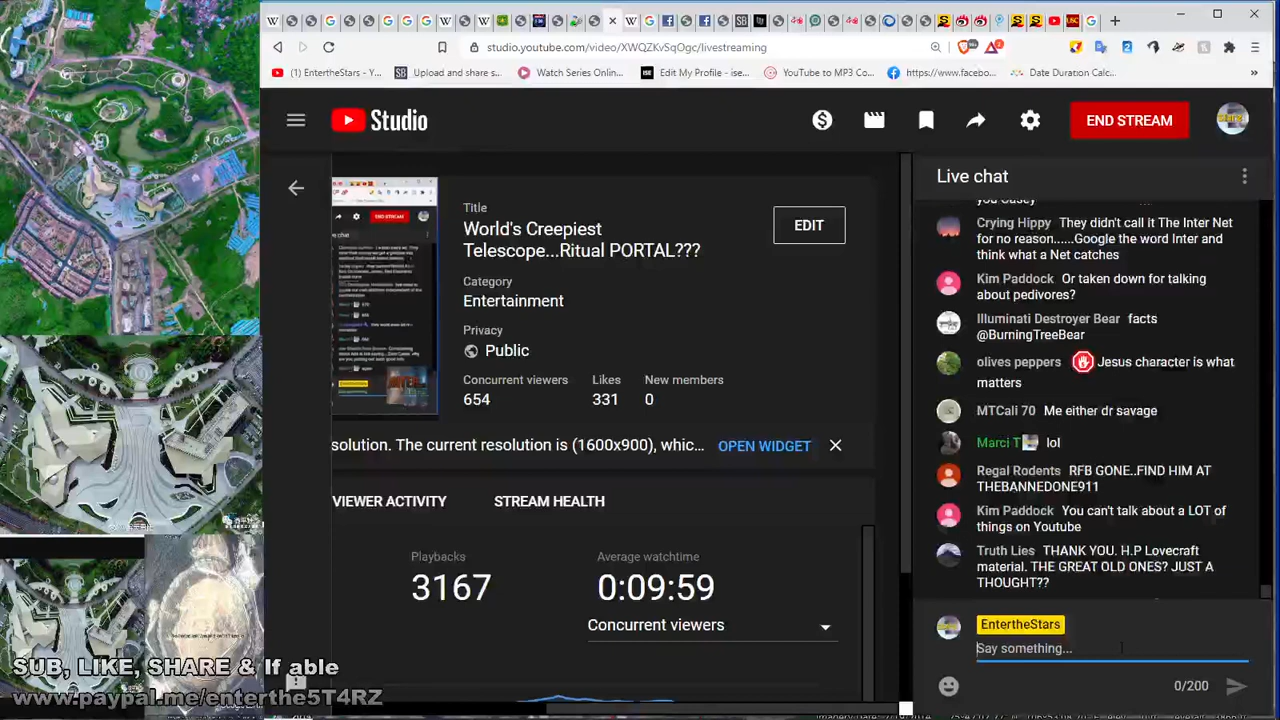 studio.youtube.com/video/XWQZKvSqOgc/livestreaming
(1) EntertheStars - Y...
Upload and share s...
Watch Series Onlin...
Edit My Profile - ise...
YouTube to MP3 Co...
https://www.facebo...
Date Duration Calc...
Studio
END STREAM
Title
World's Creepiest
Telescope...Ritual PORTAL???
EDIT
Category
Entertainment
Privacy
Public
Concurrent viewers
Likes
New members
654
331
0
solution. The current resolution is (1600x900), whic...
OPEN WIDGET
VIEWER ACTIVITY
STREAM HEALTH
Playbacks
Average watchtime
3167
0:09:59
Concurrent viewers
Live chat
you Casey
Crying Hippy They didn't call it The Inter Net
for no reason......Google the word Inter and
think what a Net catches
Kim Paddock Or taken down for talking
about pedivores?
Illuminati Destroyer Bear facts
@BurningTreeBear
olives peppers Jesus character is what
matters
MTCali 70 Me either dr savage
Marci T lol
Regal Rodents RFB GONE..FIND HIM AT
THEBANNEDONE911
Kim Paddock You can't talk about a LOT of
things on Youtube
Truth Lies THANK YOU. H.P Lovecraft
material. THE GREAT OLD ONES? JUST A
THOUGHT??
EntertheStars
Say something...
0/200
SUB, LIKE, SHARE & If able
www.paypal.me/enterthe5T4RZ